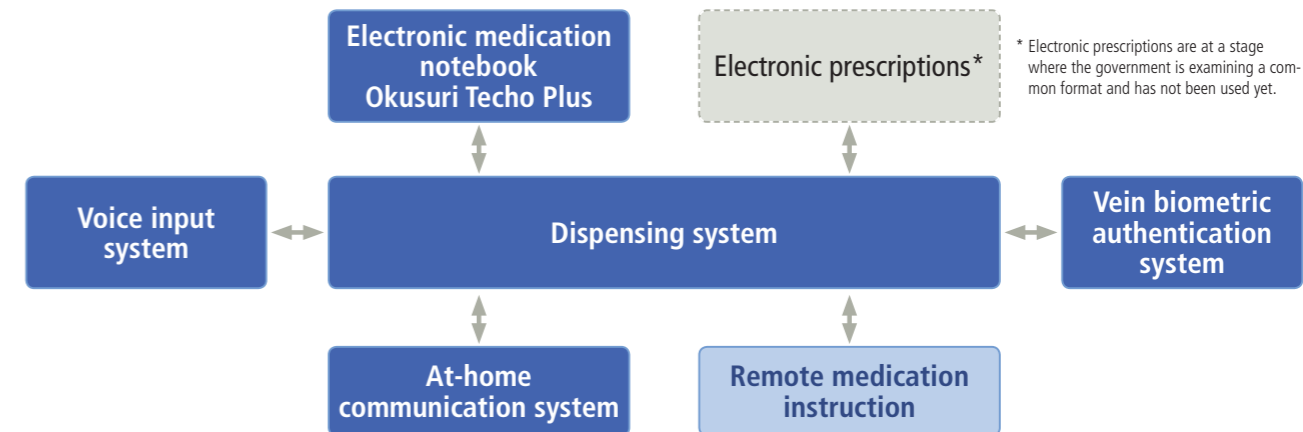 Electronic medication
notebook
Okusuri Techo Plus
Electronic prescriptions*
* Electronic prescriptions are at a stage
where the government is examining a com-
mon format and has not been used yet.
Voice input
system
Dispensing system
Vein biometric
authentication
system
At-home
communication system
Remote medication
instruction